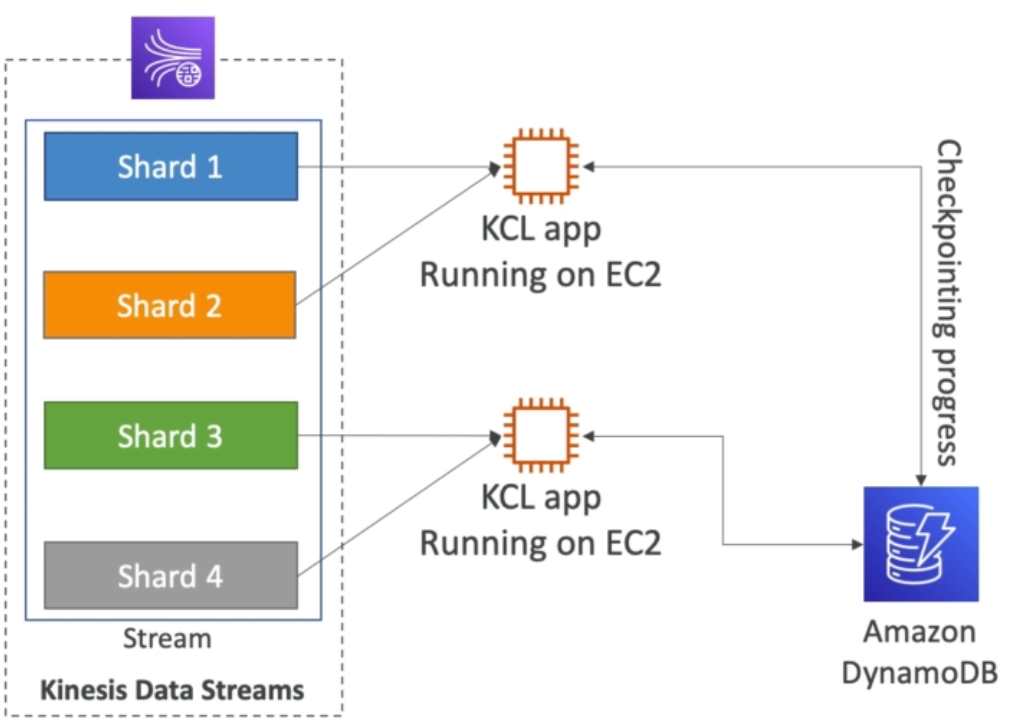 Shard 1
Shard 2
Shard 3
Shard 4
Stream
Kinesis Data Streams
KCL app
Running on EC2
KCL app
Running on EC2
Checkpointing progress
Amazon
DynamoDB